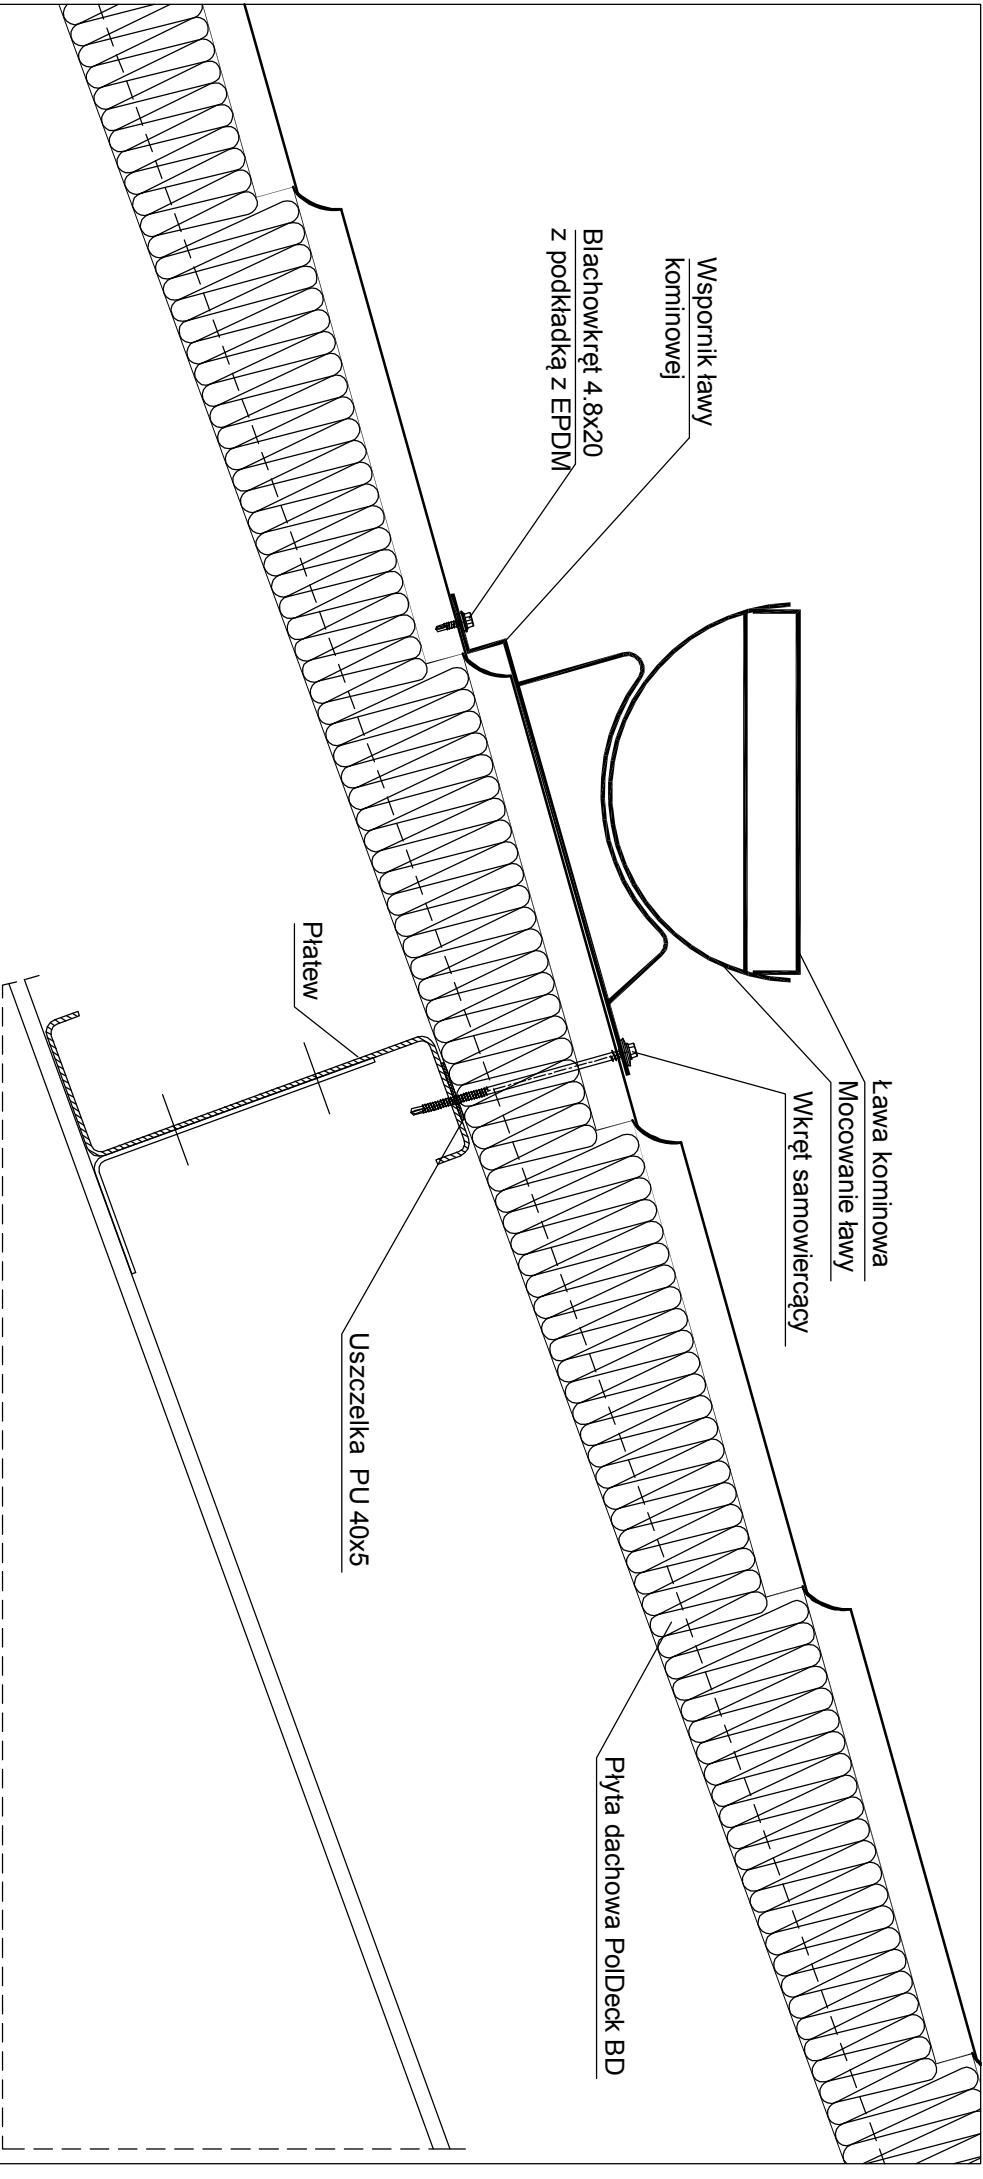 Ława kominowa
Mocowanie ławy
Wkręt samowiercący
Wspornik ławy
kominowej
Blachowkręt 4.8x20
z podkładką z EPDM
Płyta dachowa PolDeck BD
Uszczelka PU 40x5
Płatew